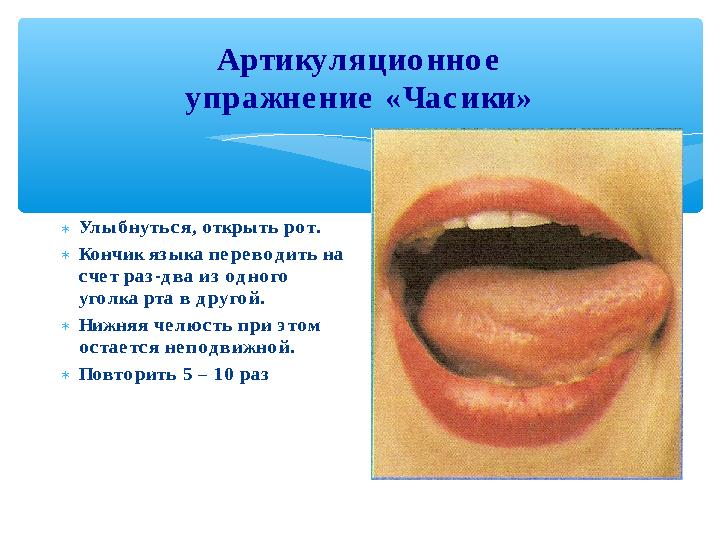 Артикуляционное
упражнение «Часики»
* Улыбнуться, открыть рот.
* Кончик языка переводить на
счет раз-два из одного
уголка рта в другой.
* Нижняя челюсть при этом
остается неподвижной.
* Повторить 5 – 10 раз